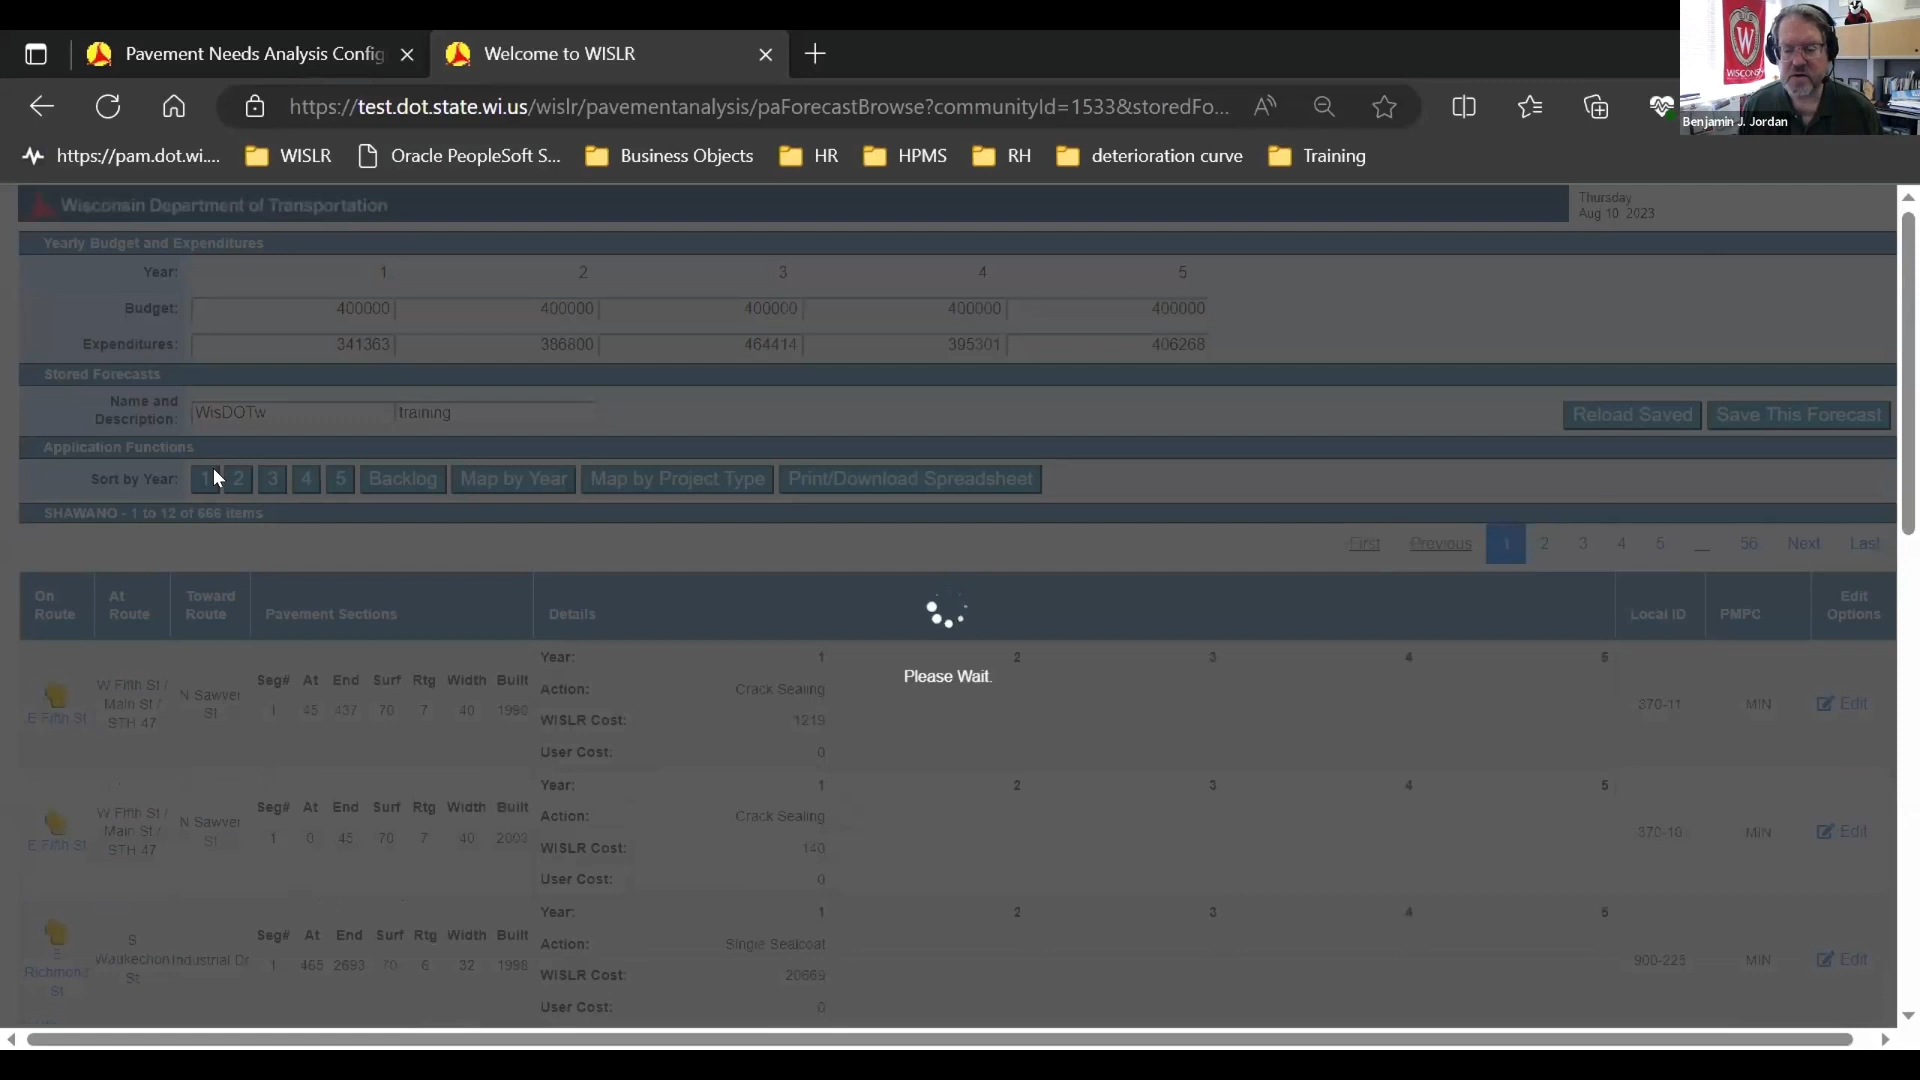 Pavement Needs Analysis Config
Welcome to WISLR
https://test.dot.state.wi.us/wislr/pavementanalysis/paForecastBrowse?communityId=1533&storedFo...
WISCONSIN
Benjamin J. Jordan
https://pam.dot.wi....
WISLR
Oracle PeopleSoft S...
Business Objects
HR
HPMS
RH
deterioration curve
Training
Wisconsin Department of Transportation
Thursday
Aug 10, 2023
Yearly Budget and Expenditures
Year: 1 2 3 4 5
Budget: 400000 400000 400000 400000 400000
Expenditures: 341363 386800 464414 395301 406268
Stored Forecasts
Name and Description: WisDOTw training
Reload Saved Save This Forecast
Application Functions
Sort by Year: 1 2 3 4 5 Backlog Map by Year Map by Project Type Print/Download Spreadsheet
SHAWANO - 1 to 12 of 666 items
First Previous 1 2 3 4 5 ... 56 Next Last
On Route At Route Toward Route Pavement Sections Details Local ID PMPC Edit Options
Please Wait.
E Fifth St
W Fifth St / Main St / STH 47
N Sawyer St
Seg# At End Surf Rtg Width Built
1 45 437 70 7 40 1990
Year: 1 2 3 4 5
Action: Crack Sealing
WISLR Cost: 1219
User Cost: 0
370-11 MIN Edit
E Fifth St
W Fifth St / Main St / STH 47
N Sawyer St
Seg# At End Surf Rtg Width Built
1 0 45 70 7 40 2003
Year: 1 2 3 4 5
Action: Crack Sealing
WISLR Cost: 140
User Cost: 0
370-10 MIN Edit
E Richmond St
S Waukechon St
Industrial Dr
Seg# At End Surf Rtg Width Built
1 465 2693 70 6 32 1998
Year: 1 2 3 4 5
Action: Single Sealcoat
WISLR Cost: 20669
User Cost: 0
900-225 MIN Edit